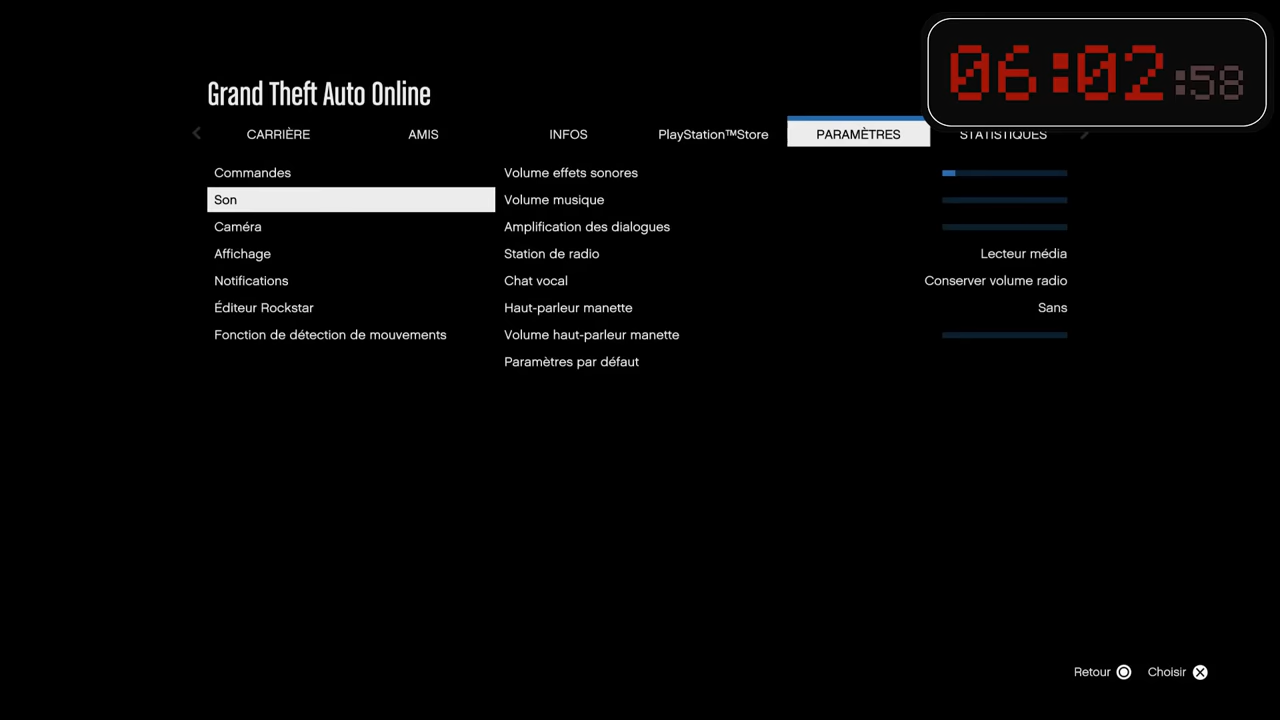 06:02:58
Grand Theft Auto Online
CARRIÈRE AMIS INFOS PlayStation™Store PARAMÈTRES STATISTIQUES
Commandes Volume effets sonores
Son Volume musique
Caméra Amplification des dialogues
Affichage Station de radio Lecteur média
Notifications Chat vocal Conserver volume radio
Éditeur Rockstar Haut-parleur manette Sans
Fonction de détection de mouvements Volume haut-parleur manette
Paramètres par défaut
Retour Choisir